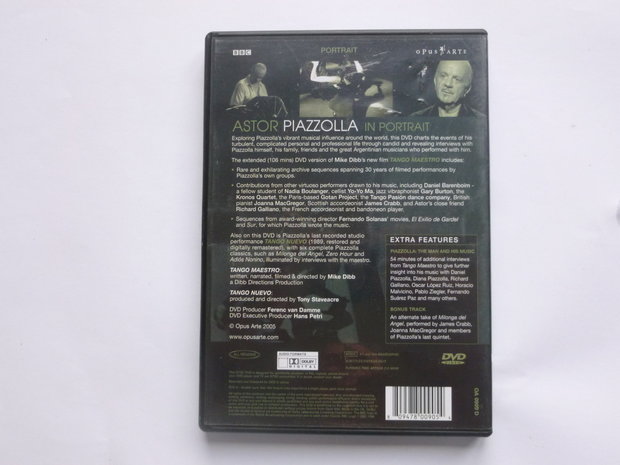 BBC
PORTRAIT
OPUS ARTE
ASTOR PIAZZOLLA IN PORTRAIT
Exploring Piazzolla's vibrant musical influence around the world, this DVD charts the events of his
turbulent, complicated personal and professional life through candid and revealing interviews with
Piazzolla himself, his family, friends and the great Argentinian musicians who performed with him.
The extended (106 mins) DVD version of Mike Dibb's new film TANGO MAESTRO includes:
• Rare and exhilarating archive sequences spanning 30 years of filmed performances by
Piazzolla's own groups.
• Contributions from other virtuoso performers drawn to his music, including Daniel Barenboim -
a fellow student of Nadia Boulanger, cellist Yo-Yo Ma, jazz vibraphonist Gary Burton, the
Kronos Quartet, the Paris-based Gotan Project, the Tango Pasión dance company, British
pianist Joanna MacGregor, Scottish accordeonist James Crabb, and Astor's close friend
Richard Galliano, the French accordeonist and bandoneon player.
• Sequences from award-winning director Fernando Solanas' movies, El Exilio de Gardel
and Sur, for which Piazzolla wrote the music.
Also on this DVD is Piazzolla's last recorded studio
performance TANGO NUEVO (1989, restored and
digitally remastered), with six complete Piazzolla
classics, such as Milonga del Angel, Zero Hour and
Addio Nonino, illuminated by interviews with the maestro.
TANGO MAESTRO:
written, narrated, filmed & directed by Mike Dibb
a Dibb Directions Production
TANGO NUEVO:
produced and directed by Tony Staveacre
DVD Producer Ferenc van Damme
DVD Executive Producer Hans Petri
© Opus Arte 2005
www.opusarte.com
EXTRA FEATURES
PIAZZOLLA: THE MAN AND HIS MUSIC
54 minutes of additional interviews
from Tango Maestro to give further
insight into his music with Daniel
Piazzolla, Diana Piazzolla, Richard
Galliano, Oscar López Ruiz, Horacio
Malvicino, Pablo Ziegler, Fernando
Suárez Paz and many others.
BONUS TRACK
An alternate take of Milonga del
Angel, performed by James Crabb,
Joanna MacGregor and members of
Piazzolla's last quintet.
ALL REGIONS
DOLBY
DIGITAL
DVD
VIDEO
8 09478 00905 4
OA 0905 D